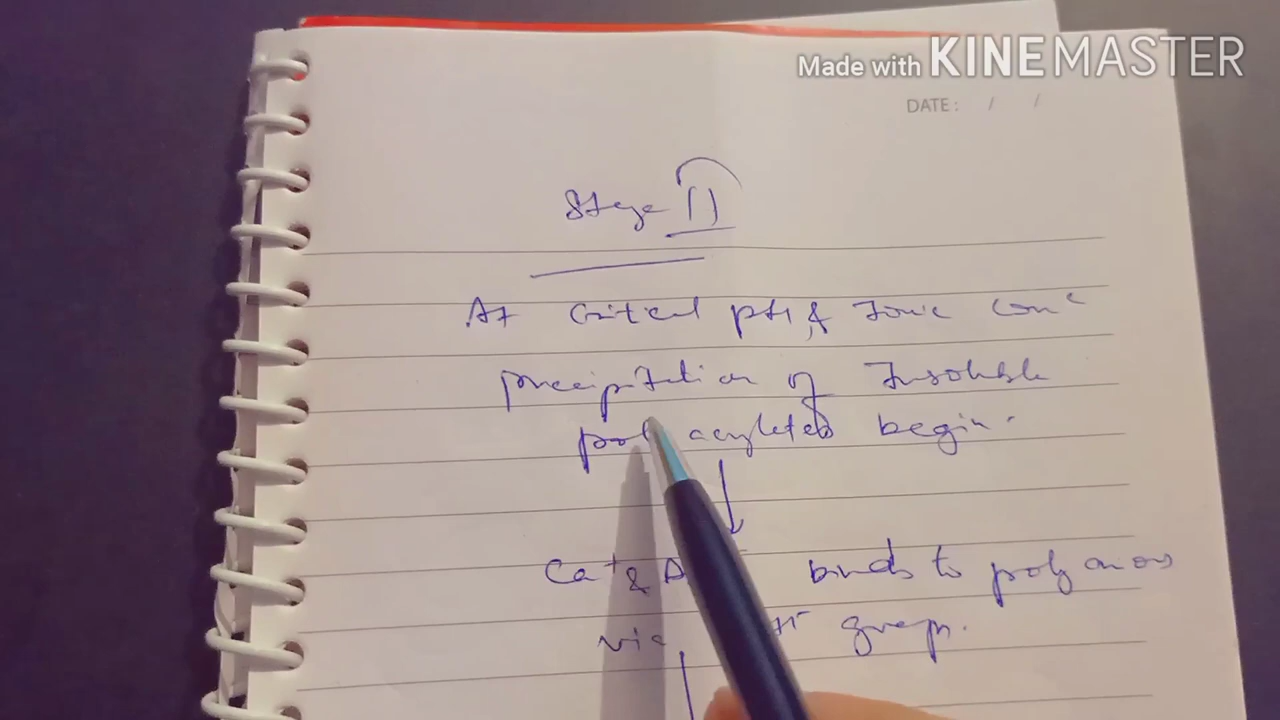 Made with KINEMASTER
DATE: / /
Stage II
At critical pH & Ionic conc
precipitation of Insoluble
poly acrylates begin.
Ca+ & A binds to poly anions
via group.